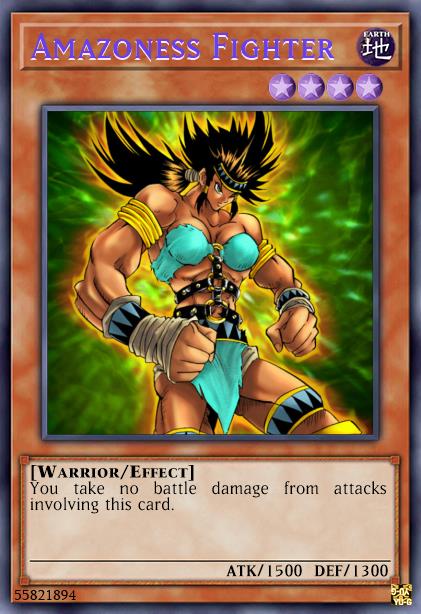 Amazoness Fighter
EARTH
地
[Warrior/Effect]
You take no battle damage from attacks
involving this card.
ATK/1500 DEF/1300
55821894